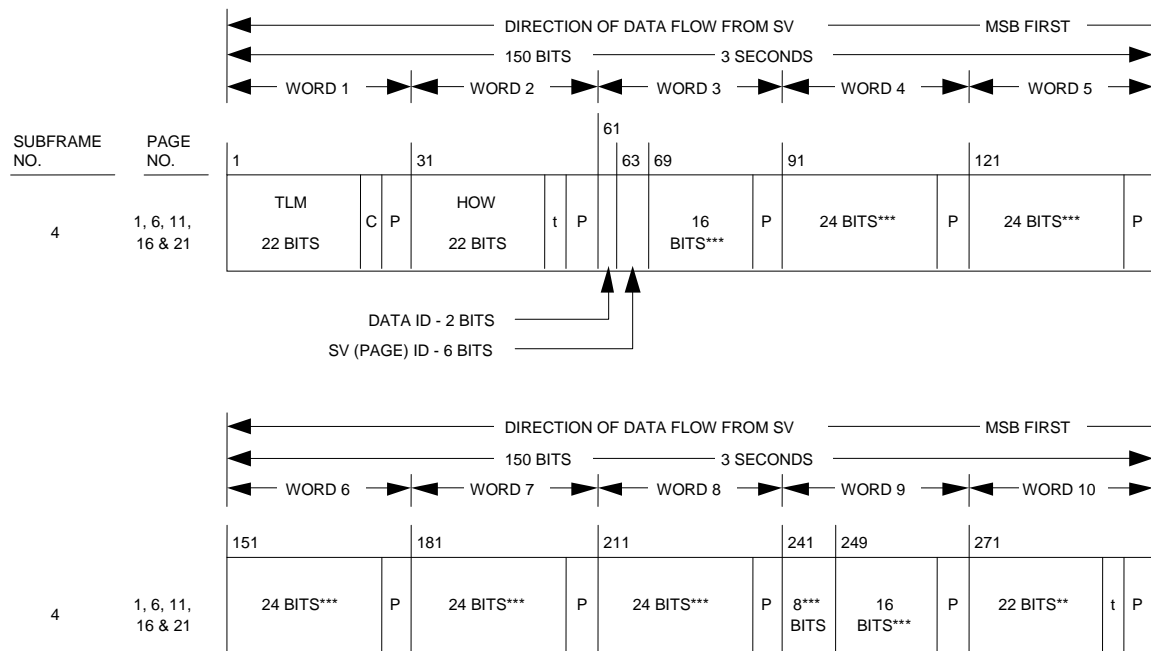 DIRECTION OF DATA FLOW FROM SV MSB FIRST
150 BITS 3 SECONDS
WORD 1 WORD 2 WORD 3 WORD 4 WORD 5
61
SUBFRAME PAGE
NO. NO.
1 31 63 69 91 121
TLM HOW
22 BITS C P 22 BITS t P 16 BITS*** P 24 BITS*** P 24 BITS*** P
4 1, 6, 11, 16 & 21
DATA ID - 2 BITS
SV (PAGE) ID - 6 BITS
DIRECTION OF DATA FLOW FROM SV MSB FIRST
150 BITS 3 SECONDS
WORD 6 WORD 7 WORD 8 WORD 9 WORD 10
151 181 211 241 249 271
4 1, 6, 11, 16 & 21
24 BITS*** P 24 BITS*** P 24 BITS*** P 8*** BITS 16 BITS*** P 22 BITS** t P